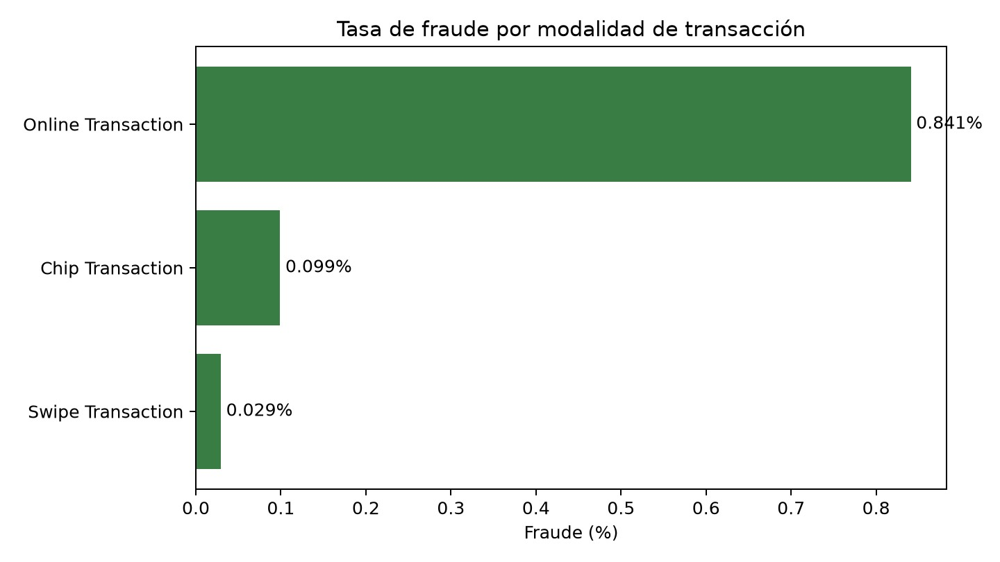 Tasa de fraude por modalidad de transacción
Online Transaction
0.841%
Chip Transaction
0.099%
Swipe Transaction
0.029%
0.0 0.1 0.2 0.3 0.4 0.5 0.6 0.7 0.8
Fraude (%)